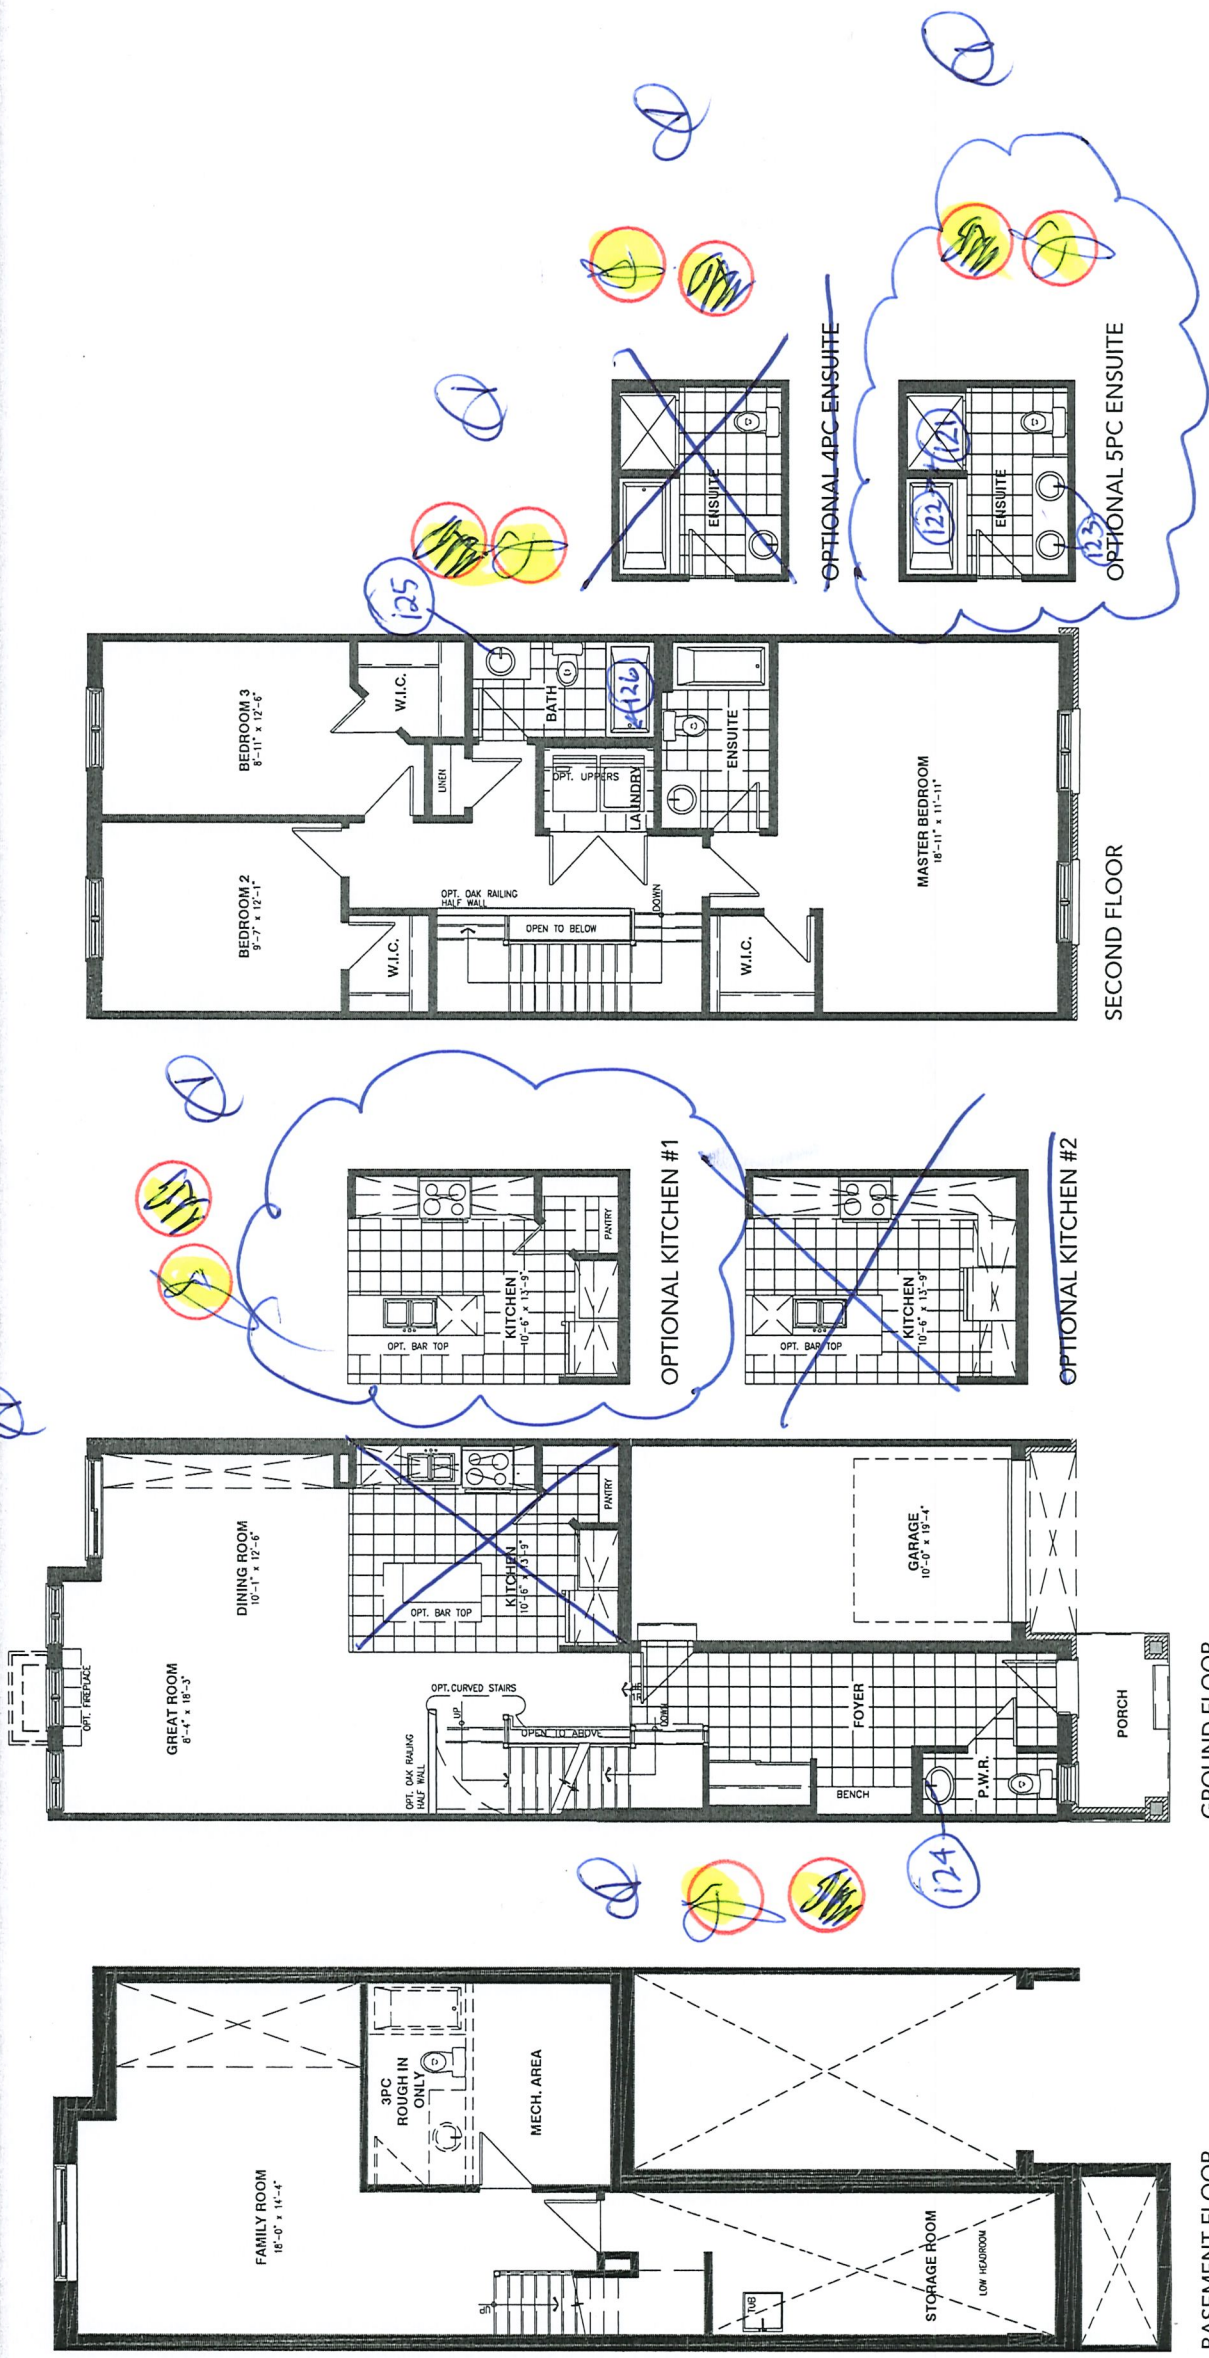 BASEMENT FLOOR
FAMILY ROOM
18'-0" x 14'-4"
3PC
ROUGH IN
ONLY
MECH. AREA
UP
TUB
STORAGE ROOM
LOW HEADROOM
GROUND FLOOR
OPT. FIREPLACE
GREAT ROOM
8'-4" x 18'-3"
DINING ROOM
10'-1" x 12'-6"
OPT. OAK RAILING
HALF WALL
OPT.CURVED STAIRS
UP
OPEN TO ABOVE
DOWN
OPT. BAR TOP
KITCHEN
10'-6" x 13'-9"
PANTRY
FOYER
BENCH
P.W.R.
124
GARAGE
10'-0" x 19'-4"
PORCH
OPTIONAL KITCHEN #1
OPT. BAR TOP
KITCHEN
10'-6" x 13'-9"
PANTRY
OPTIONAL KITCHEN #2
OPT. BAR TOP
KITCHEN
10'-6" x 13'-9"
SECOND FLOOR
BEDROOM 2
9'-7" x 12'-1"
BEDROOM 3
8'-11" x 12'-6"
W.I.C.
W.I.C.
LINEN
OPT. OAK RAILING
HALF WALL
OPEN TO BELOW
DOWN
BATH
125
126
OPT. UPPERS
LAUNDRY
ENSUITE
W.I.C.
MASTER BEDROOM
18'-11" x 11'-11"
OPTIONAL 4PC ENSUITE
ENSUITE
OPTIONAL 5PC ENSUITE
ENSUITE
122
121
123